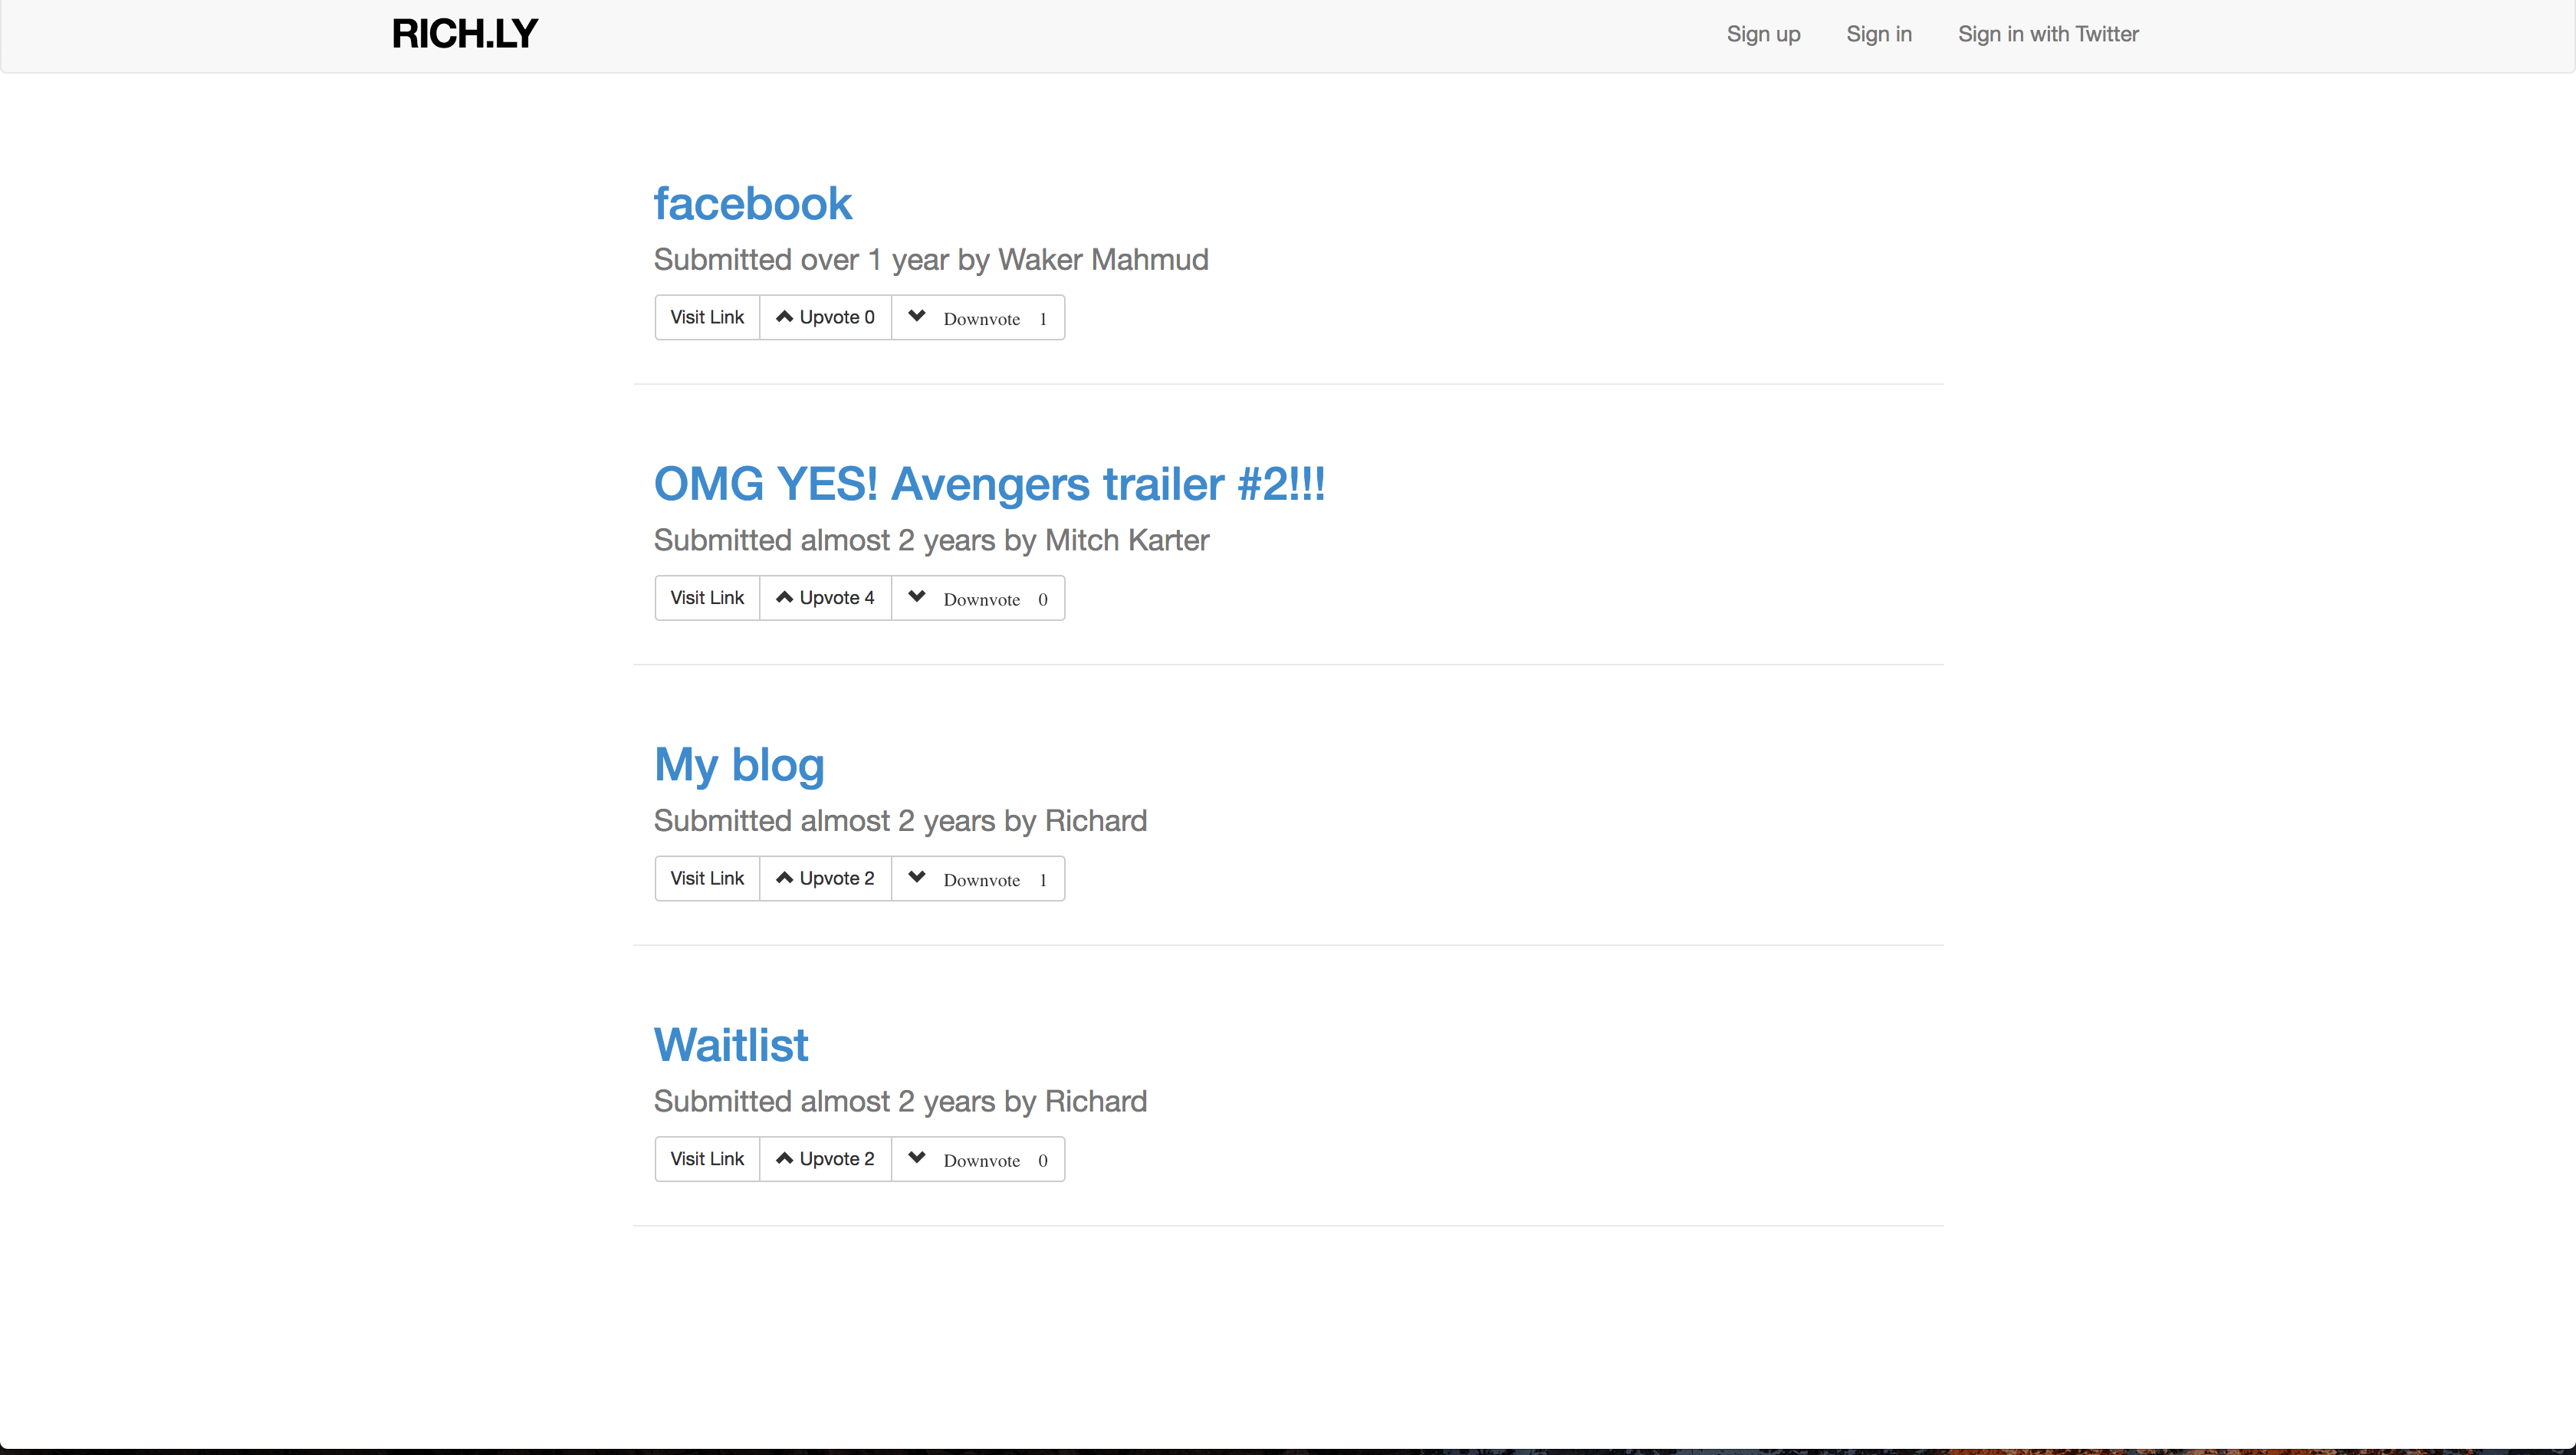 RICH.LY Sign up Sign in Sign in with Twitter
facebook
Submitted over 1 year by Waker Mahmud
Visit Link Upvote 0 Downvote 1
OMG YES! Avengers trailer #2!!!
Submitted almost 2 years by Mitch Karter
Visit Link Upvote 4 Downvote 0
My blog
Submitted almost 2 years by Richard
Visit Link Upvote 2 Downvote 1
Waitlist
Submitted almost 2 years by Richard
Visit Link Upvote 2 Downvote 0